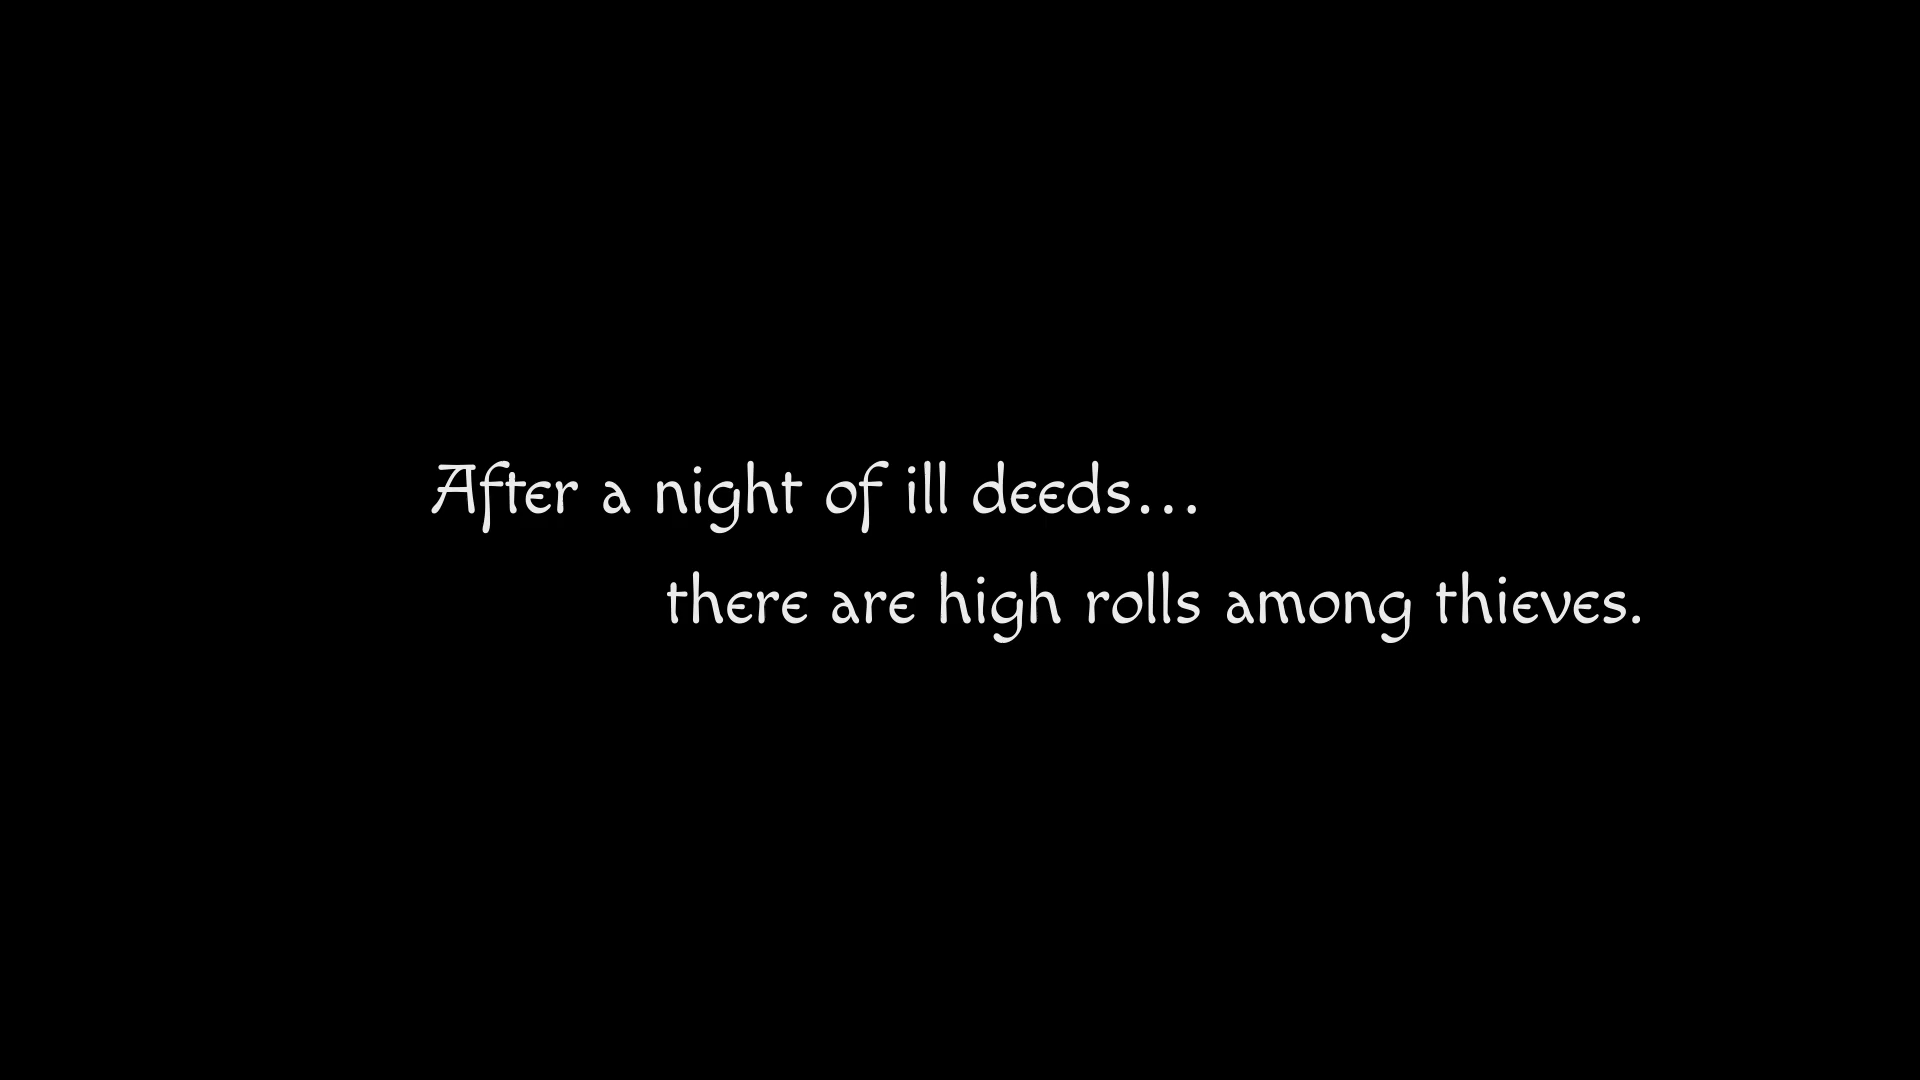 After a night of ill deeds...
there are high rolls among thieves.